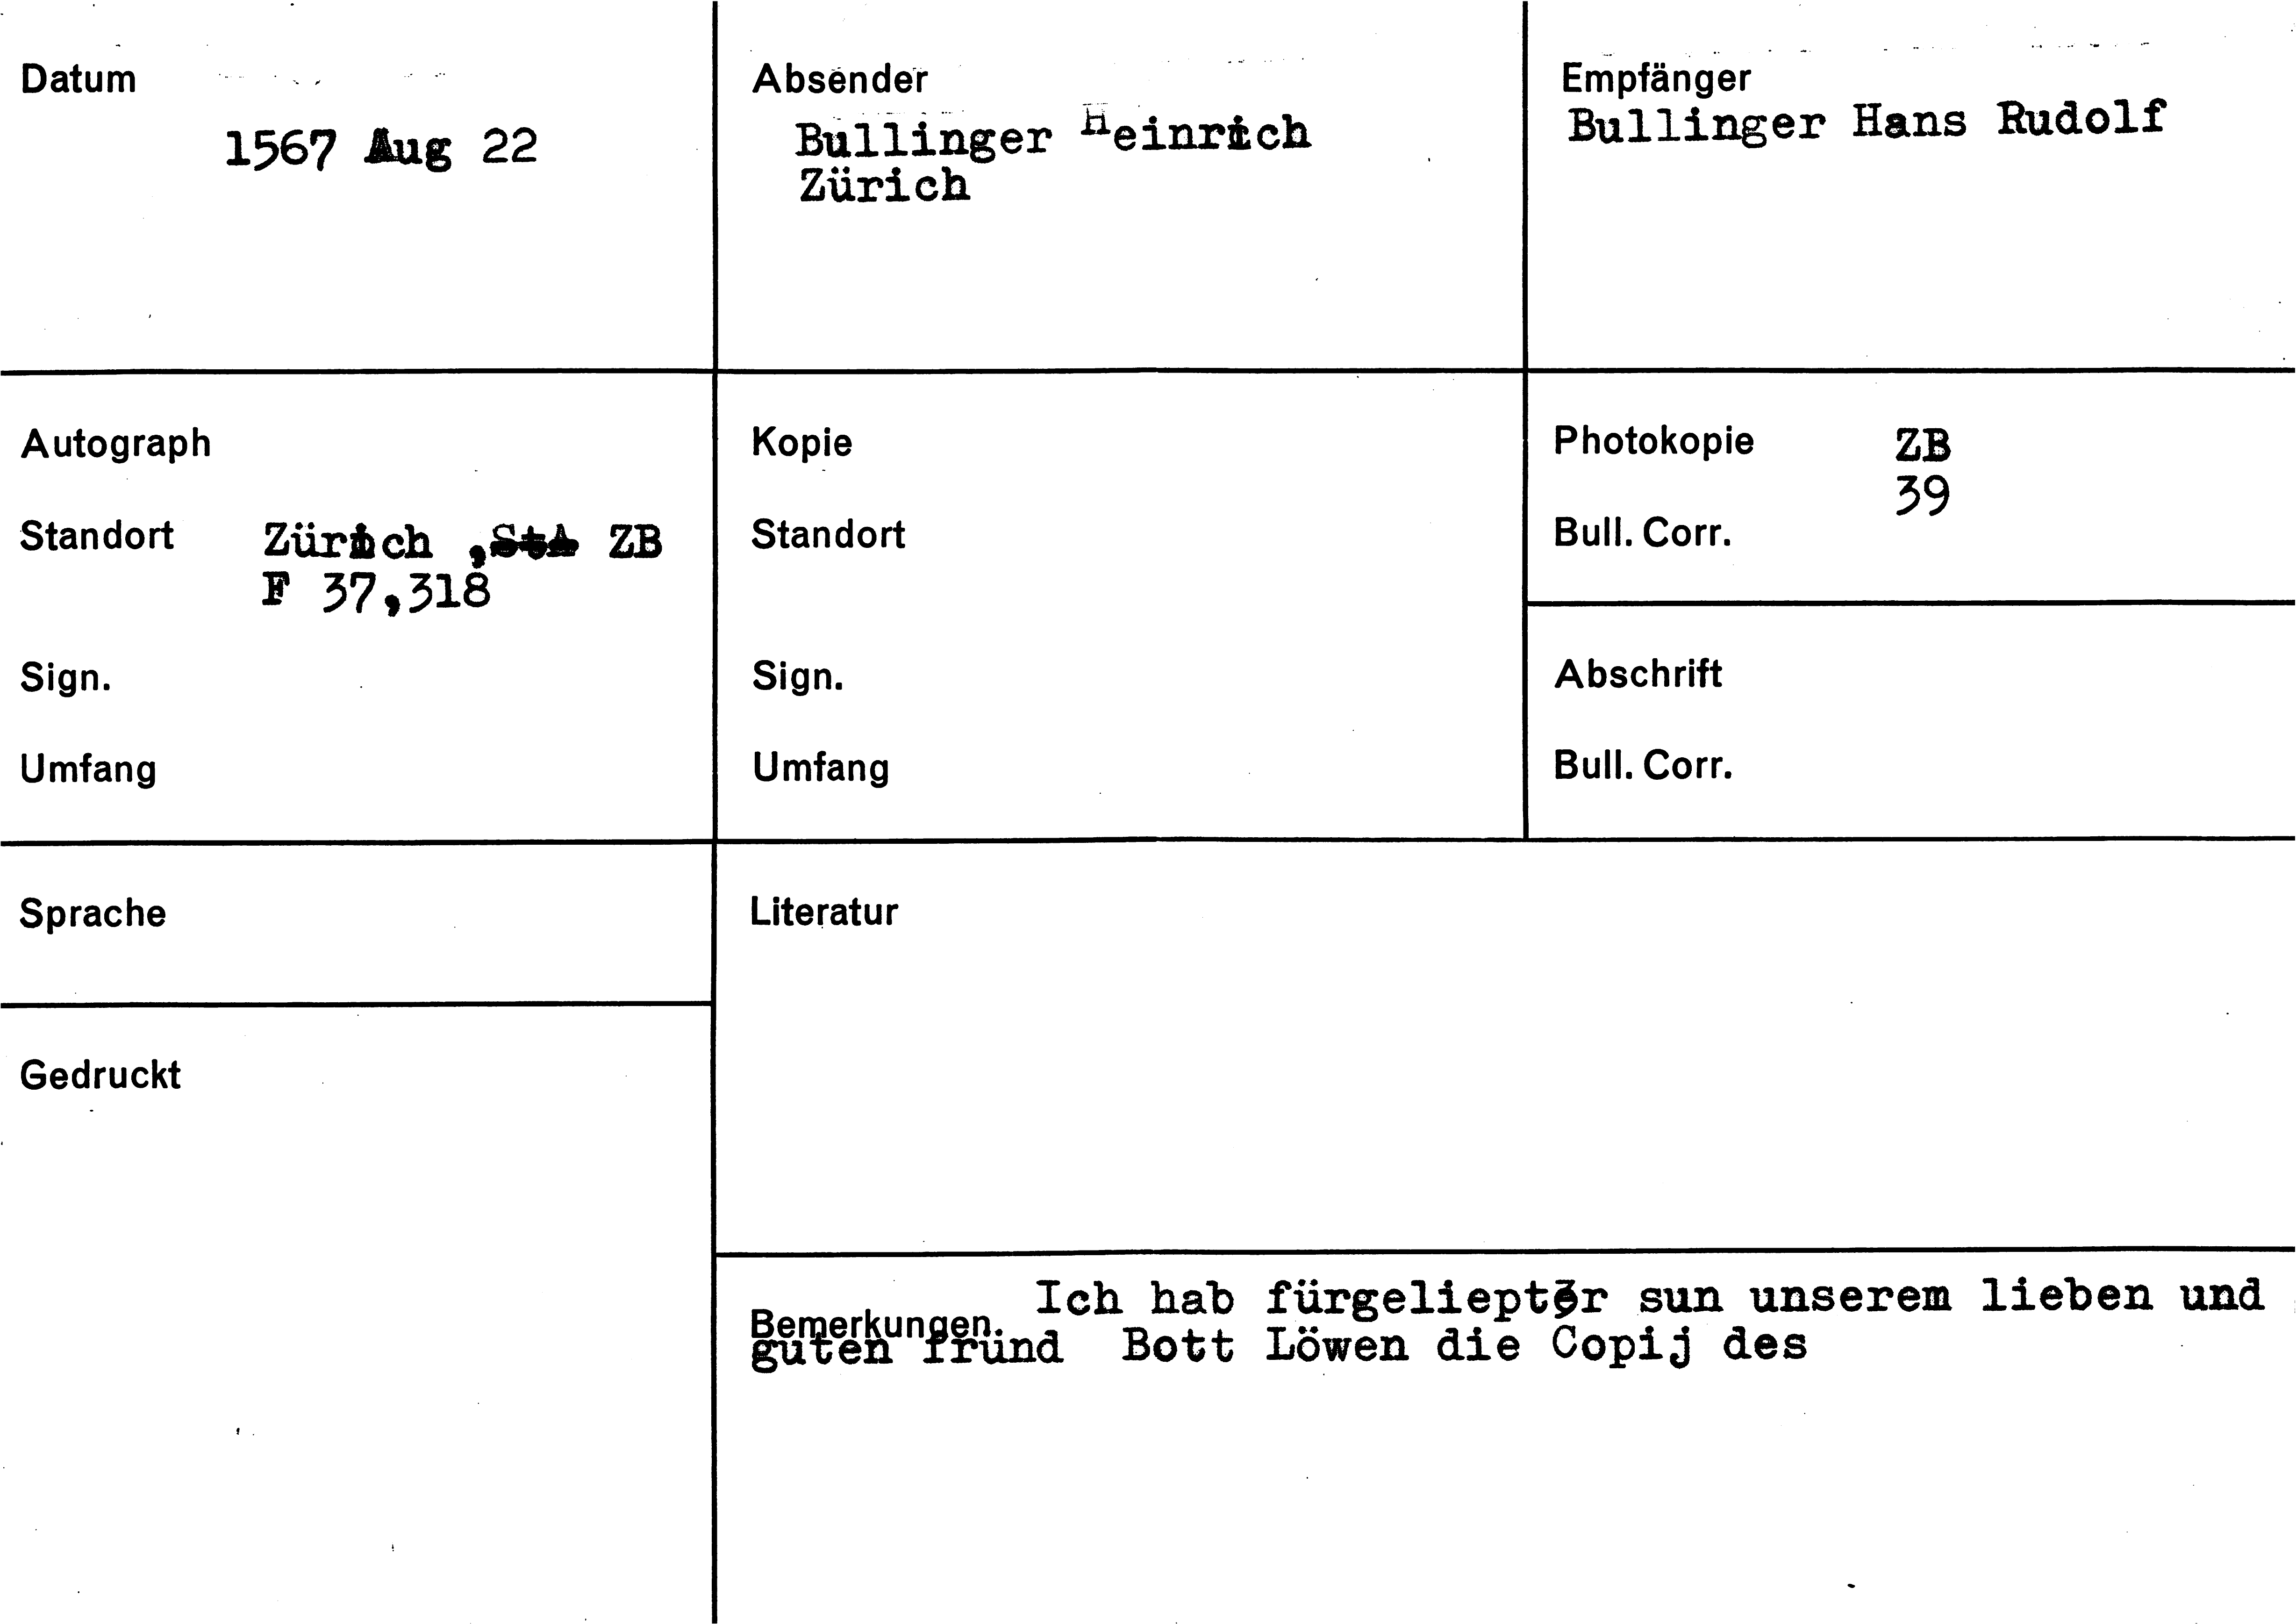 Datum
1567 Aug 22
Absender
Bullinger Heinrich
Zürich
Empfänger
Bullinger Hans Rudolf
Autograph
Standort Zürich , StA ZB
F 37,318
Sign.
Umfang
Kopie
Standort
Sign.
Umfang
Photokopie ZB
39
Bull. Corr.
Abschrift
Bull. Corr.
Sprache
Gedruckt
Literatur
Bemerkungen. Ich hab fürgeliepter sun unserem lieben und
guten frund Bott Löwen die Copij des